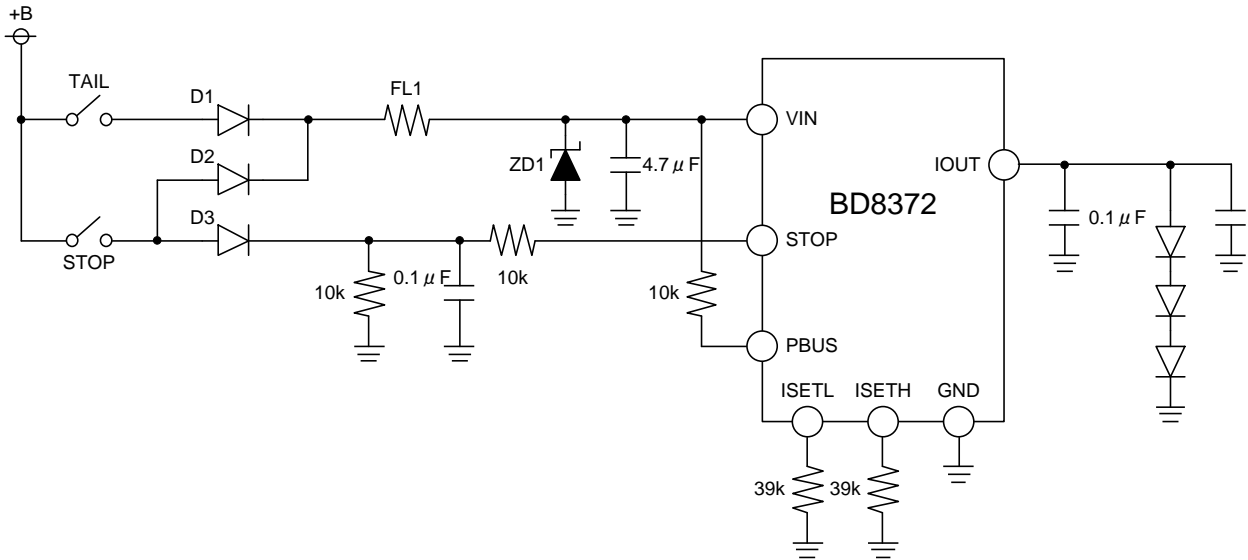 +B
TAIL
D1
FL1
VIN
D2
ZD1
4.7μF
IOUT
BD8372
0.1μF
D3
STOP
STOP
10k
0.1μF
10k
10k
PBUS
ISETL
ISETH
GND
39k
39k